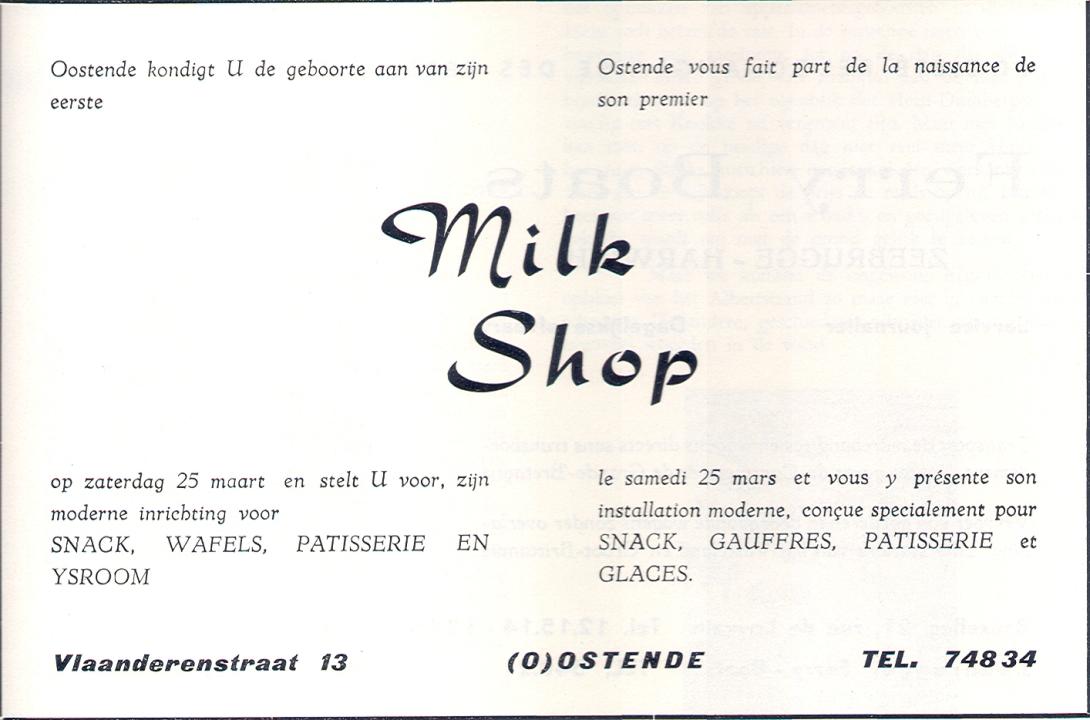 Oostende kondigt U de geboorte aan van zijn
eerste
Ostende vous fait part de la naissance de
son premier
Milk
Shop
op zaterdag 25 maart en stelt U voor, zijn
moderne inrichting voor
SNACK, WAFELS, PATISSERIE EN
YSROOM
le samedi 25 mars et vous y présente son
installation moderne, conçue specialement pour
SNACK, GAUFFRES, PATISSERIE et
GLACES.
Vlaanderenstraat 13 (O)OSTENDE TEL. 74834